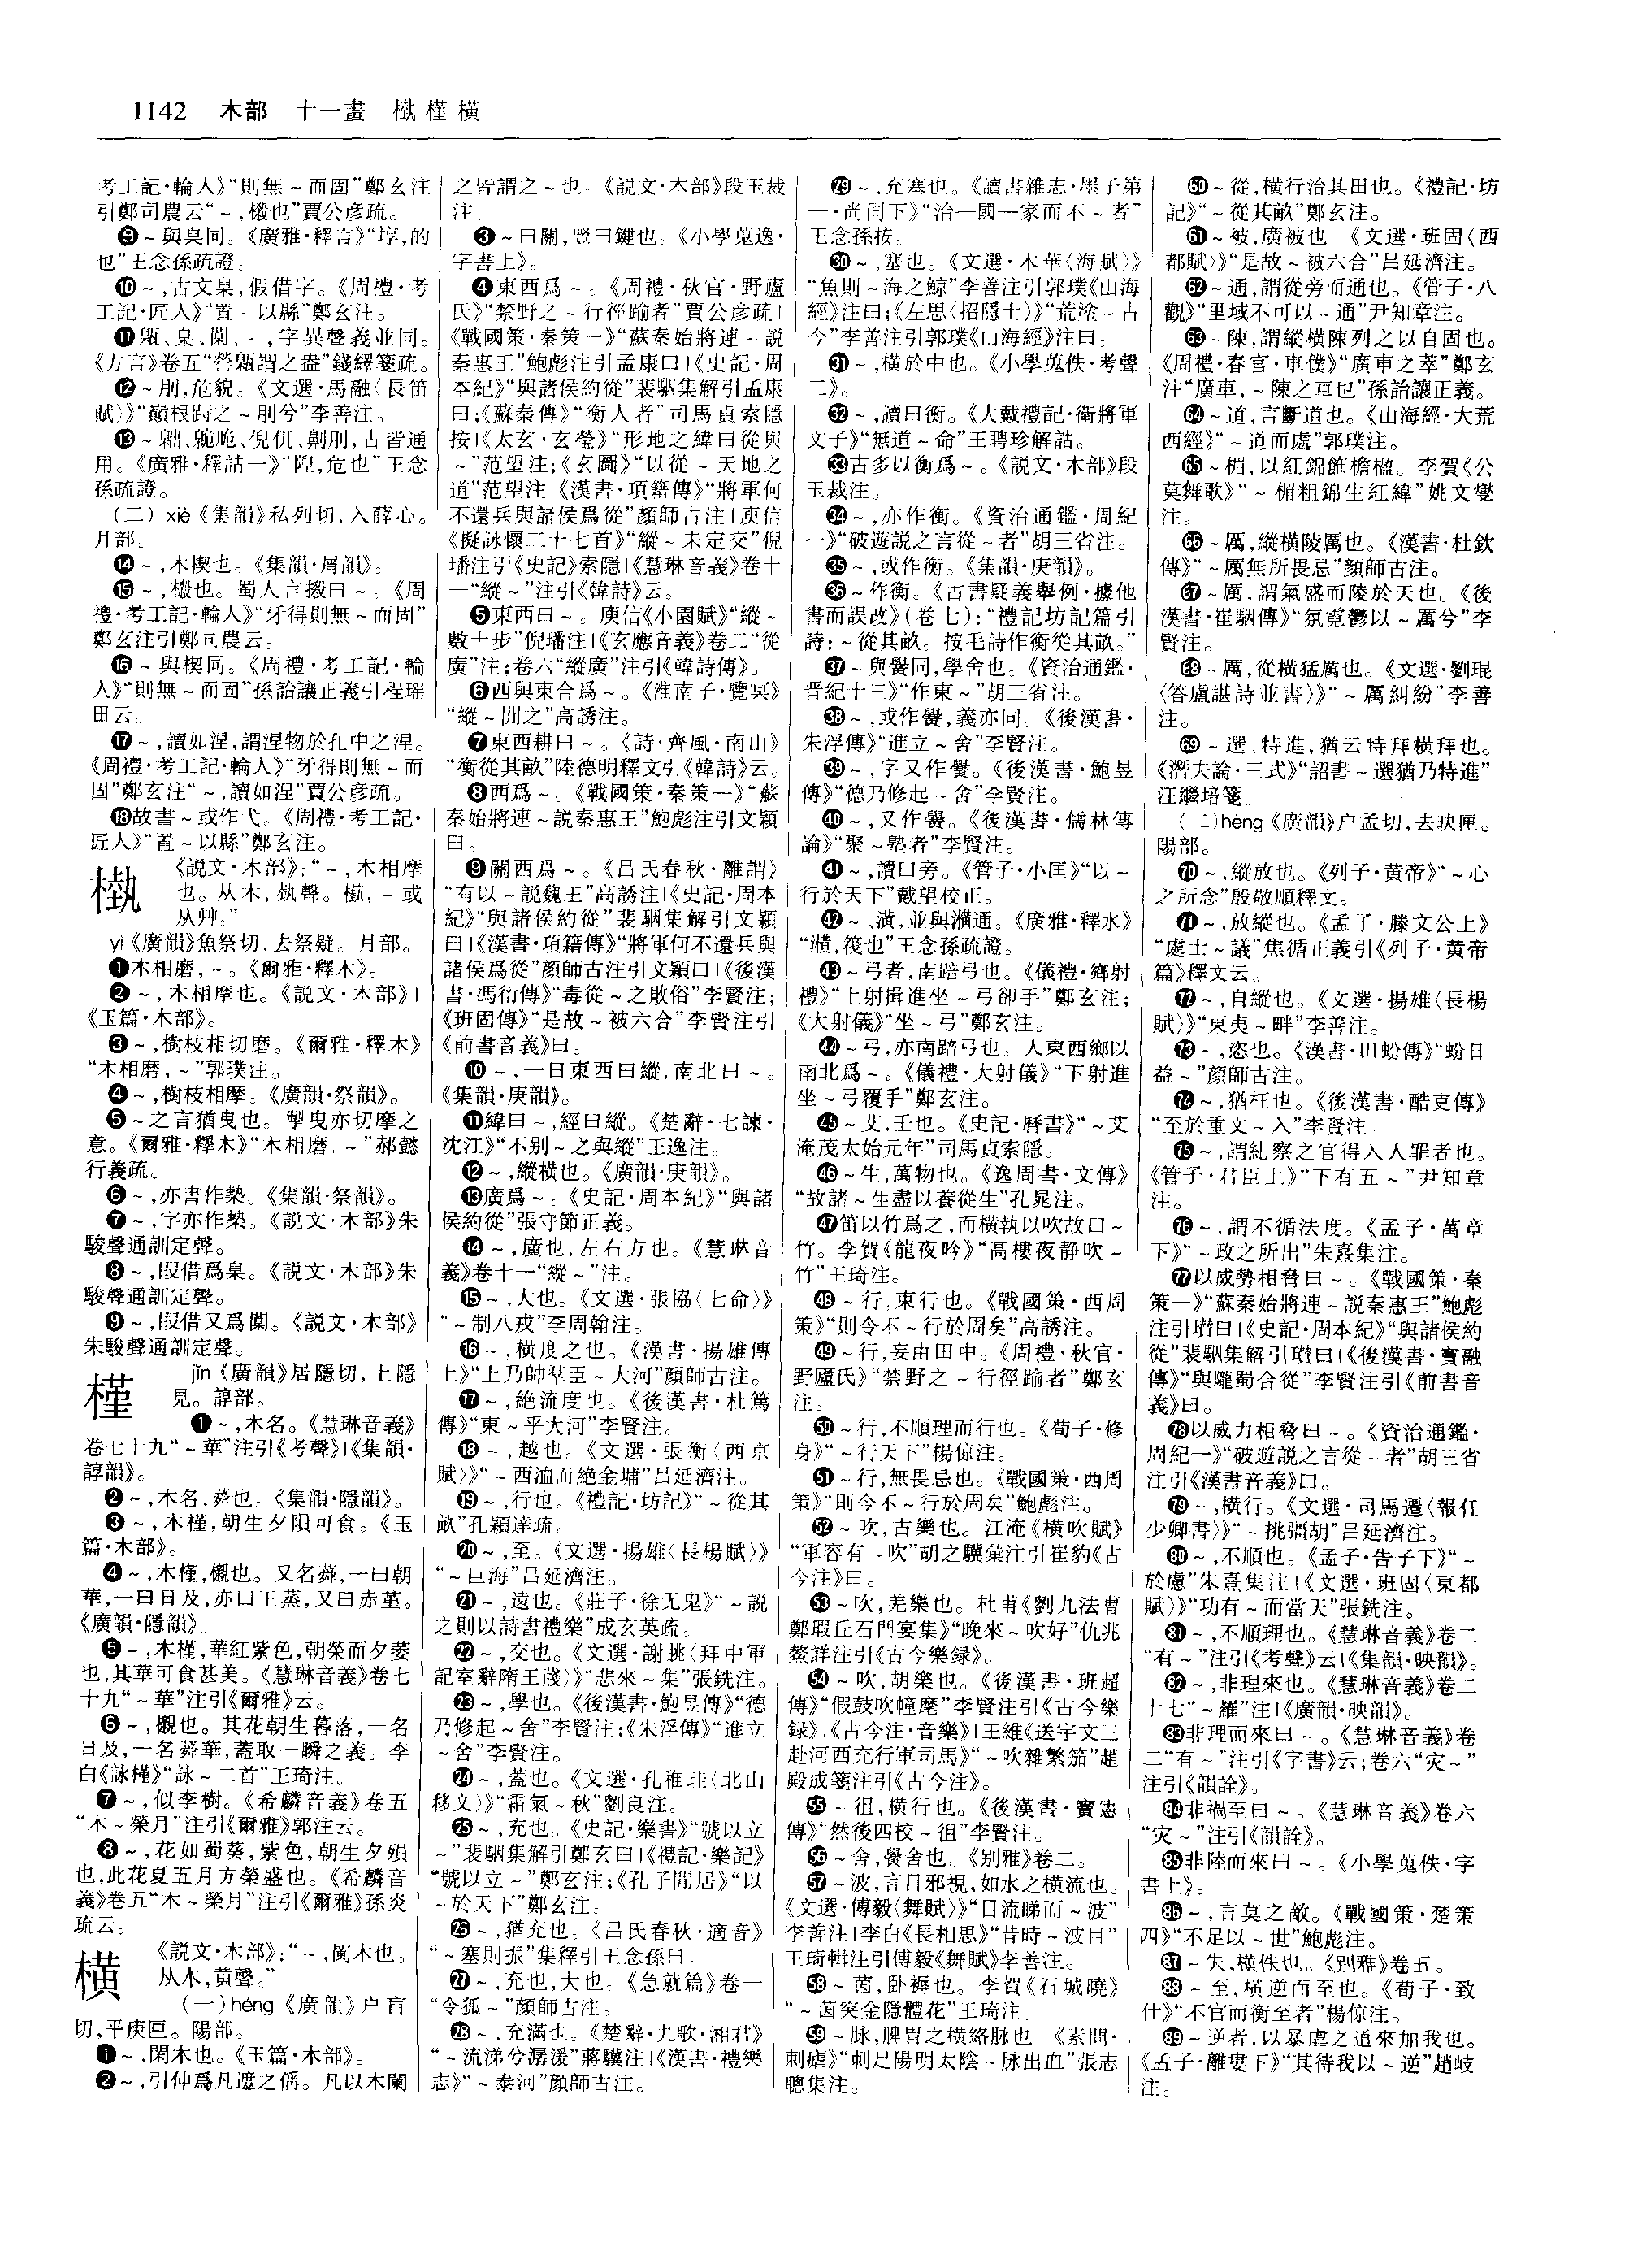 1142 木部 十一畫 槸 槿 橫
考工記·輪人》“則無～而固”鄭玄注
引鄭司農云“～,樧也”賈公彦疏。
❾～與臬同。《廣雅·釋言》“埻,的
也”王念孫疏證。
❿～,古文臬,假借字。《周禮·考
工記·匠人》“置～以縣”鄭玄注。
⓫甈、臬、闑、～,字異聲義並同。
《方言》卷五“罃甈謂之盎”錢繹箋疏。
⓬～刖,危貌。《文選·馬融〈長笛
賦〉》“巔根跱之～刖兮”李善注。
用。《廣雅·釋詁一》“隉,危也”王念
孫疏證。
(二) xiè《集韻》私列切,入薛心。
月部。
⓮～,木楔也。《集韻·屑韻》。
⓯～,樧也。蜀人言椴曰～。《周
禮·考工記·輪人》“牙得則無～而固”
鄭玄注引鄭司農云。
⓰～與楔同。《周禮·考工記·輪
人》“則無～而固”孫詒讓正義引程瑶
田云。
⓱～,讀如涅,謂涅物於孔中之涅。
《周禮·考工記·輪人》“牙得則無～而
固”鄭玄注“～,讀如涅”賈公彦疏。
⓲故書～或作弋。《周禮·考工記·
匠人》“置～以縣”鄭玄注。
槸
《説文·木部》:“～,木相摩
也。从木,埶聲。㰇,～或
从艸。”
yì《廣韻》魚祭切,去祭疑。月部。
❶木相磨,～。《爾雅·釋木》。
❷～,木相摩也。《説文·木部》|
《玉篇·木部》。
❸～,樹枝相切磨。《爾雅·釋木》
“木相磨,～”郭璞注。
❹～,樹枝相摩。《廣韻·祭韻》。
❺～之言猶曳也。掣曳亦切摩之
意。《爾雅·釋木》“木相磨,～”郝懿
行義疏。
❻～,亦書作槷。《集韻·祭韻》。
❼～,字亦作槷。《説文·木部》朱
駿聲通訓定聲。
❽～,叚借爲臬。《説文·木部》朱
駿聲通訓定聲。
❾～,叚借又爲闑。《説文·木部》
朱駿聲通訓定聲。
槿
jǐn《廣韻》居隱切,上隱
見。諄部。
❶～,木名。《慧琳音義》
卷七十九“～華”注引《考聲》|《集韻·
諄韻》。
❷～,木名,蕣也。《集韻·隱韻》。
❸～,木槿,朝生夕隕可食。《玉
篇·木部》。
❹～,木槿,櫬也。又名蕣,一曰朝
華,一曰日及,亦曰王蒸,又曰赤堇。
《廣韻·隱韻》。
❺～,木槿,華紅紫色,朝榮而夕萎
也,其華可食甚美。《慧琳音義》卷七
十九“～華”注引《爾雅》云。
❻～,櫬也。其花朝生暮落,一名
日及,一名蕣華,蓋取一瞬之義。李
白《詠槿》“詠～二首”王琦注。
❼～,似李樹。《希麟音義》卷五
“木～榮月”注引《爾雅》郭注云。
❽～,花如蜀葵,紫色,朝生夕殞
也,此花夏五月方榮盛也。《希麟音
義》卷五“木～榮月”注引《爾雅》孫炎
疏云。
橫
《説文·木部》:“～,闌木也。
从木,黄聲。”
(一) héng《廣韻》户盲
切,平庚匣。陽部。
❶～,閑木也。《玉篇·木部》。
❷～,引伸爲凡遮之偁。凡以木闌
之皆謂之～也。《説文·木部》段玉裁
注。
❸～曰關,豎曰鍵也。《小學蒐逸·
字書上》。
❹東西爲～。《周禮·秋官·野廬
氏》“禁野之～行徑踰者”賈公彦疏|
《戰國策·秦策一》“蘇秦始將連～説
秦惠王”鮑彪注引孟康曰|《史記·周
本紀》“與諸侯約從”裴駰集解引孟康
曰;《蘇秦傳》“衡人者”司馬貞索隱
按|《太玄·玄瑩》“形地之緯曰從與
～”范望注;《玄圖》“以從～天地之
道”范望注|《漢書·項籍傳》“將軍何
不還兵與諸侯爲從”顔師古注|庾信
《擬詠懷二十七首》“縱～未定交”倪
璠注引《史記》索隱|《慧琳音義》卷十
一“縱～”注引《韓詩》云。
❺東西曰～。庾信《小園賦》“縱～
數十步”倪璠注|《玄應音義》卷二“從
廣”注;卷六“縱廣”注引《韓詩傳》。
❻西與東合爲～。《淮南子·覽冥》
“縱～間之”高誘注。
❼東西耕曰～。《詩·齊風·南山》
“衡從其畝”陸德明釋文引《韓詩》云。
❽西爲～。《戰國策·秦策一》“蘇
秦始將連～説秦惠王”鮑彪注引文穎
曰。
❾關西爲～。《吕氏春秋·離謂》
“有以～説魏王”高誘注|《史記·周本
紀》“與諸侯約從”裴駰集解引文穎
曰|《漢書·項籍傳》“將軍何不還兵與
諸侯爲從”顔師古注引文穎曰|《後漢
書·馮衍傳》“毒從～之敗俗”李賢注;
《班固傳》“是故～被六合”李賢注引
《前書音義》曰。
❿～,一曰東西曰縱,南北曰～。
《集韻·庚韻》。
⓫緯曰～,經曰縱。《楚辭·七諫·
沈江》“不别～之與縱”王逸注。
⓬～,縱橫也。《廣韻·庚韻》。
⓭廣爲～。《史記·周本紀》“與諸
侯約從”張守節正義。
⓮～,廣也,左右方也。《慧琳音
義》卷十一“縱～”注。
⓯～,大也。《文選·張協〈七命〉》
“～制八戎”李周翰注。
⓰～,橫度之也。《漢書·揚雄傳
上》“上乃帥羣臣～大河”顔師古注。
⓱～,絶流度也。《後漢書·杜篤
傳》“東～乎大河”李賢注。
⓲～,越也。《文選·張衡〈西京
賦〉》“～西洫而絶金墉”吕延濟注。
⓳～,行也。《禮記·坊記》“～從其
畝”孔穎達疏。
⓴～,至。《文選·揚雄〈長楊賦〉》
“～巨海”吕延濟注。
㉑～,遠也。《莊子·徐无鬼》“～説
之則以詩書禮樂”成玄英疏。
㉒～,交也。《文選·謝朓〈拜中軍
記室辭隋王牋〉》“悲來～集”張銑注。
㉓～,學也。《後漢書·鮑昱傳》“德
乃修起～舍”李賢注;《朱浮傳》“進立
～舍”李賢注。
㉔～,蓋也。《文選·孔稚珪〈北山
移文〉》“霜氣～秋”劉良注。
㉕～,充也。《史記·樂書》“號以立
～”裴駰集解引鄭玄曰|《禮記·樂記》
“號以立～”鄭玄注;《孔子閒居》“以
～於天下”鄭玄注。
㉖～,猶充也。《吕氏春秋·適音》
“～塞則振”集釋引王念孫曰。
㉗～,充也,大也。《急就篇》卷一
“令狐～”顔師古注。
㉘～,充滿也。《楚辭·九歌·湘君》
“～流涕兮潺湲”蔣驥注|《漢書·禮樂
志》“～泰河”顔師古注。
㉙～,充塞也。《讀書雜志·墨子第
一·尚同下》“治一國一家而不～者”
王念孫按。
㉚～,塞也。《文選·木華〈海賦〉》
“魚則～海之鯨”李善注引郭璞《山海
經》注曰;《左思〈招隱士〉》“荒塗～古
今”李善注引郭璞《山海經》注曰。
㉛～,橫於中也。《小學蒐佚·考聲
二》。
㉜～,讀曰衡。《大戴禮記·衛將軍
文子》“無道～命”王聘珍解詁。
㉝古多以衡爲～。《説文·木部》段
玉裁注。
㉞～,亦作衡。《資治通鑑·周紀
一》“破遊説之言從～者”胡三省注。
㉟～,或作衡。《集韻·庚韻》。
㊱～作衡。《古書疑義舉例·據他
書而誤改》(卷七):“禮記坊記篇引
詩:～從其畝。按毛詩作衡從其畝。”
㊲～與黌同,學舍也。《資治通鑑·
晉紀十三》“作東～”胡三省注。
㊳～,或作黌,義亦同。《後漢書·
朱浮傳》“進立～舍”李賢注。
㊴～,字又作黌。《後漢書·鮑昱
傳》“德乃修起～舍”李賢注。
㊵～,又作黌。《後漢書·儒林傳
論》“聚～塾者”李賢注。
㊶～,讀曰旁。《管子·小匡》“以～
行於天下”戴望校正。
㊷～、潢,並與㶇通。《廣雅·釋水》
“㶇,筏也”王念孫疏證。
㊸～弓者,南踣弓也。《儀禮·鄉射
禮》“上射揖進坐～弓卻手”鄭玄注;
《大射儀》“坐～弓”鄭玄注。
㊹～弓,亦南踣弓也。人東西鄉以
南北爲～。《儀禮·大射儀》“下射進
坐～弓覆手”鄭玄注。
㊺～艾,壬也。《史記·曆書》“～艾
淹茂太始元年”司馬貞索隱。
㊻～生,萬物也。《逸周書·文傳》
“故諸～生盡以養從生”孔晁注。
㊼笛以竹爲之,而橫執以吹故曰～
竹。李賀《龍夜吟》“高樓夜静吹～
竹”王琦注。
㊽～行,東行也。《戰國策·西周
策》“則令不～行於周矣”高誘注。
㊾～行,妄由田中。《周禮·秋官·
野廬氏》“禁野之～行徑踰者”鄭玄
注。
㊿～行,不順理而行也。《荀子·修
身》“～行天下”楊倞注。
51～行,無畏忌也。《戰國策·西周
策》“則今不～行於周矣”鮑彪注。
52～吹,古樂也。江淹《橫吹賦》
“軍容有～吹”胡之驥彙注引崔豹《古
今注》曰。
53～吹,羌樂也。杜甫《劉九法曹
鄭瑕丘石門宴集》“晚來～吹好”仇兆
鰲詳注引《古今樂録》。
54～吹,胡樂也。《後漢書·班超
傳》“假鼓吹幢麾”李賢注引《古今樂
録》|《古今注·音樂》|王維《送宇文三
赴河西充行軍司馬》“～吹雜繁笳”趙
殿成箋注引《古今注》。
55～徂,橫行也。《後漢書·竇憲
傳》“然後四校～徂”李賢注。
56～舍,黌舍也。《别雅》卷二。
57～波,言目邪視,如水之橫流也。
《文選·傅毅〈舞賦〉》“目流睇而～波”
李善注|李白《長相思》“昔時～波目”
王琦輯注引傅毅《舞賦》李善注。
58～茵,卧褥也。李賀《石城曉》
“～茵突金隱體花”王琦注。
59～脉,脾胃之橫絡脉也。《素問·
刺瘧》“刺足陽明太陰～脉出血”張志
聰集注。
60～從,橫行治其田也。《禮記·坊
記》“～從其畝”鄭玄注。
61～被,廣被也。《文選·班固〈西
都賦〉》“是故～被六合”吕延濟注。
62～通,謂從旁而通也。《管子·八
觀》“里域不可以～通”尹知章注。
63～陳,謂縱橫陳列之以自固也。
《周禮·春官·車僕》“廣車之萃”鄭玄
注“廣車,～陳之車也”孫詒讓正義。
64～道,言斷道也。《山海經·大荒
西經》“～道而處”郭璞注。
65～楣,以紅錦飾檐楹。李賀《公
莫舞歌》“～楣粗錦生紅緯”姚文燮
注。
66～厲,縱橫陵厲也。《漢書·杜欽
傳》“～厲無所畏忌”顔師古注。
67～厲,謂氣盛而陵於天也。《後
漢書·崔駰傳》“氛霓鬱以～厲兮”李
賢注。
68～厲,從橫猛厲也。《文選·劉琨
〈答盧諶詩並書〉》“～厲糾紛”李善
注。
69～選、特進,猶云特拜橫拜也。
《潛夫論·三式》“詔書～選猶乃特進”
汪繼培箋。
(二) hèng《廣韻》户孟切,去映匣。
陽部。
70～,縱放也。《列子·黄帝》“～心
之所念”殷敬順釋文。
71～,放縱也。《孟子·滕文公上》
“處士～議”焦循正義引《列子·黄帝
篇》釋文云。
72～,自縱也。《文選·揚雄〈長楊
賦〉》“東夷～畔”李善注。
73～,恣也。《漢書·田蚡傳》“蚡日
益～”顔師古注。
74～,猶枉也。《後漢書·酷吏傳》
“至於重文～入”李賢注。
75～,謂糺察之官得入人罪者也。
《管子·君臣上》“下有五～”尹知章
注。
76～,謂不循法度。《孟子·萬章
下》“～政之所出”朱熹集注。
77以威勢相脅曰～。《戰國策·秦
策一》“蘇秦始將連～説秦惠王”鮑彪
注引瓚曰|《史記·周本紀》“與諸侯約
從”裴駰集解引瓚曰|《後漢書·竇融
傳》“與隴蜀合從”李賢注引《前書音
義》曰。
78以威力相脅曰～。《資治通鑑·
周紀一》“破遊説之言從～者”胡三省
注引《漢書音義》曰。
79～,橫行。《文選·司馬遷〈報任
少卿書〉》“～挑彊胡”吕延濟注。
80～,不順也。《孟子·告子下》“～
於慮”朱熹集注|《文選·班固〈東都
賦〉》“功有～而當天”張銑注。
81～,不順理也。《慧琳音義》卷二
“有～”注引《考聲》云|《集韻·映韻》。
82～,非理來也。《慧琳音義》卷二
十七“～羅”注|《廣韻·映韻》。
83非理而來曰～。《慧琳音義》卷
二“有～”注引《字書》云;卷六“灾～”
注引《韻詮》。
84非禍至曰～。《慧琳音義》卷六
“灾～”注引《韻詮》。
85非陸而來曰～。《小學蒐佚·字
書上》。
86～,言莫之敵。《戰國策·楚策
四》“不足以～世”鮑彪注。
87～失,橫佚也。《别雅》卷五。
88～至,橫逆而至也。《荀子·致
仕》“不官而衡至者”楊倞注。
89～逆者,以暴虐之道來加我也。
《孟子·離婁下》“其待我以～逆”趙岐
注。